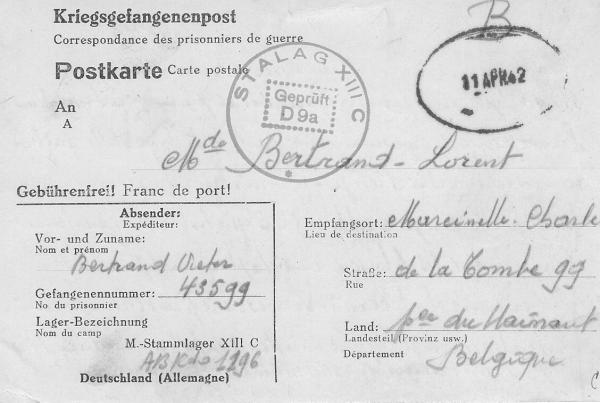 Kriegsgefangenenpost
B
Correspondance des prisonniers de guerre
11 APR. 42
Postkarte Carte postale
STALAG XIII C
Geprüft
D 9a
An
A
Mde Bertrand-Lorent
Gebührenfrei! Franc de port!
Absender:
Expéditeur:
Vor- und Zuname:
Nom et prénom
Bertrand Victor
Gefangenennummer: 43599
No du prisonnier
Lager-Bezeichnung
Nom du camp
M.-Stammlager XIII C
1196
Deutschland (Allemagne)
Empfangsort: Marcinelle-Charle
Lieu de destination
Straße: de la Tombe 99
Rue
Land: pce du Hainaut
Landesteil (Provinz usw.)
Département
Belgique